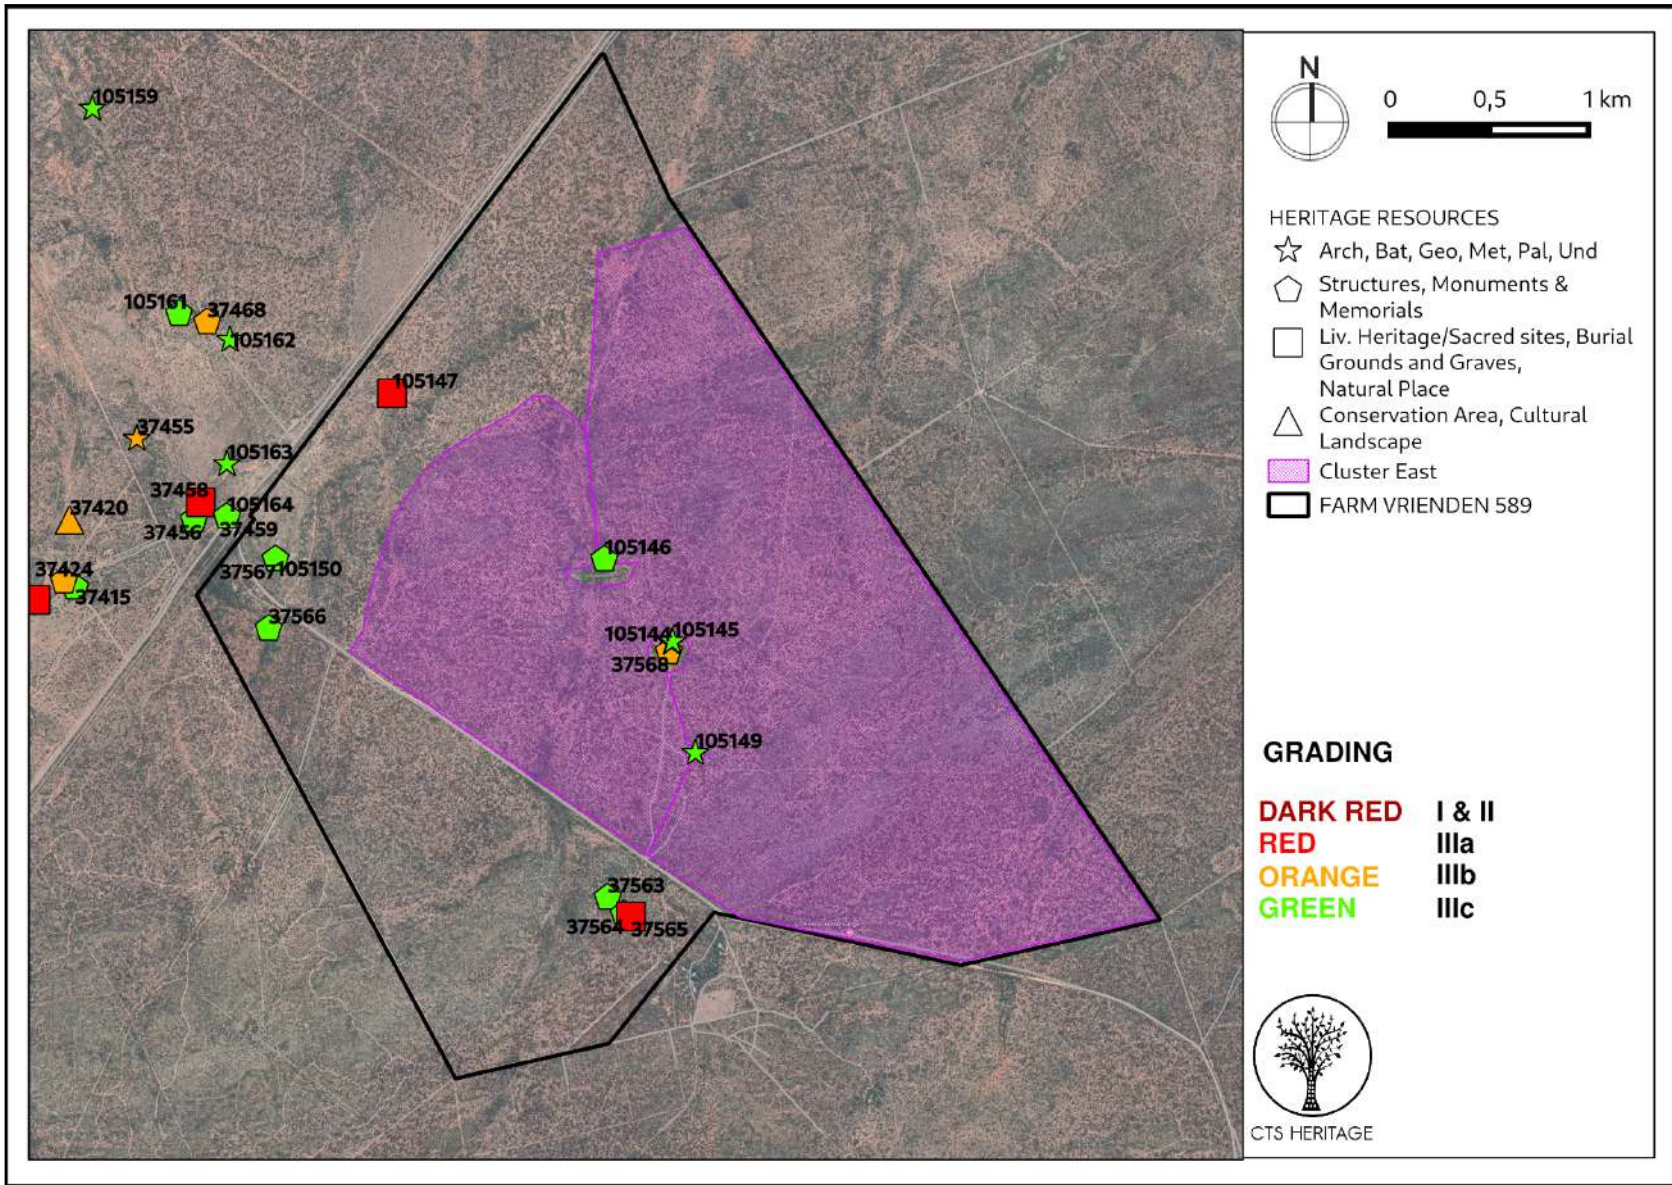 105159
105161
37468
105162
105147
37455
105163
37458
105164
37420
37456
37459
37567
105150
37424
37415
37566
105146
105144
105145
37568
105149
37563
37564
37565
N
0 0,5 1 km
HERITAGE RESOURCES
Arch, Bat, Geo, Met, Pal, Und
Structures, Monuments &
Memorials
Liv. Heritage/Sacred sites, Burial
Grounds and Graves,
Natural Place
Conservation Area, Cultural
Landscape
Cluster East
FARM VRIENDEN 589
GRADING
DARK RED I & II
RED IIIa
ORANGE IIIb
GREEN IIIc
CTS HERITAGE